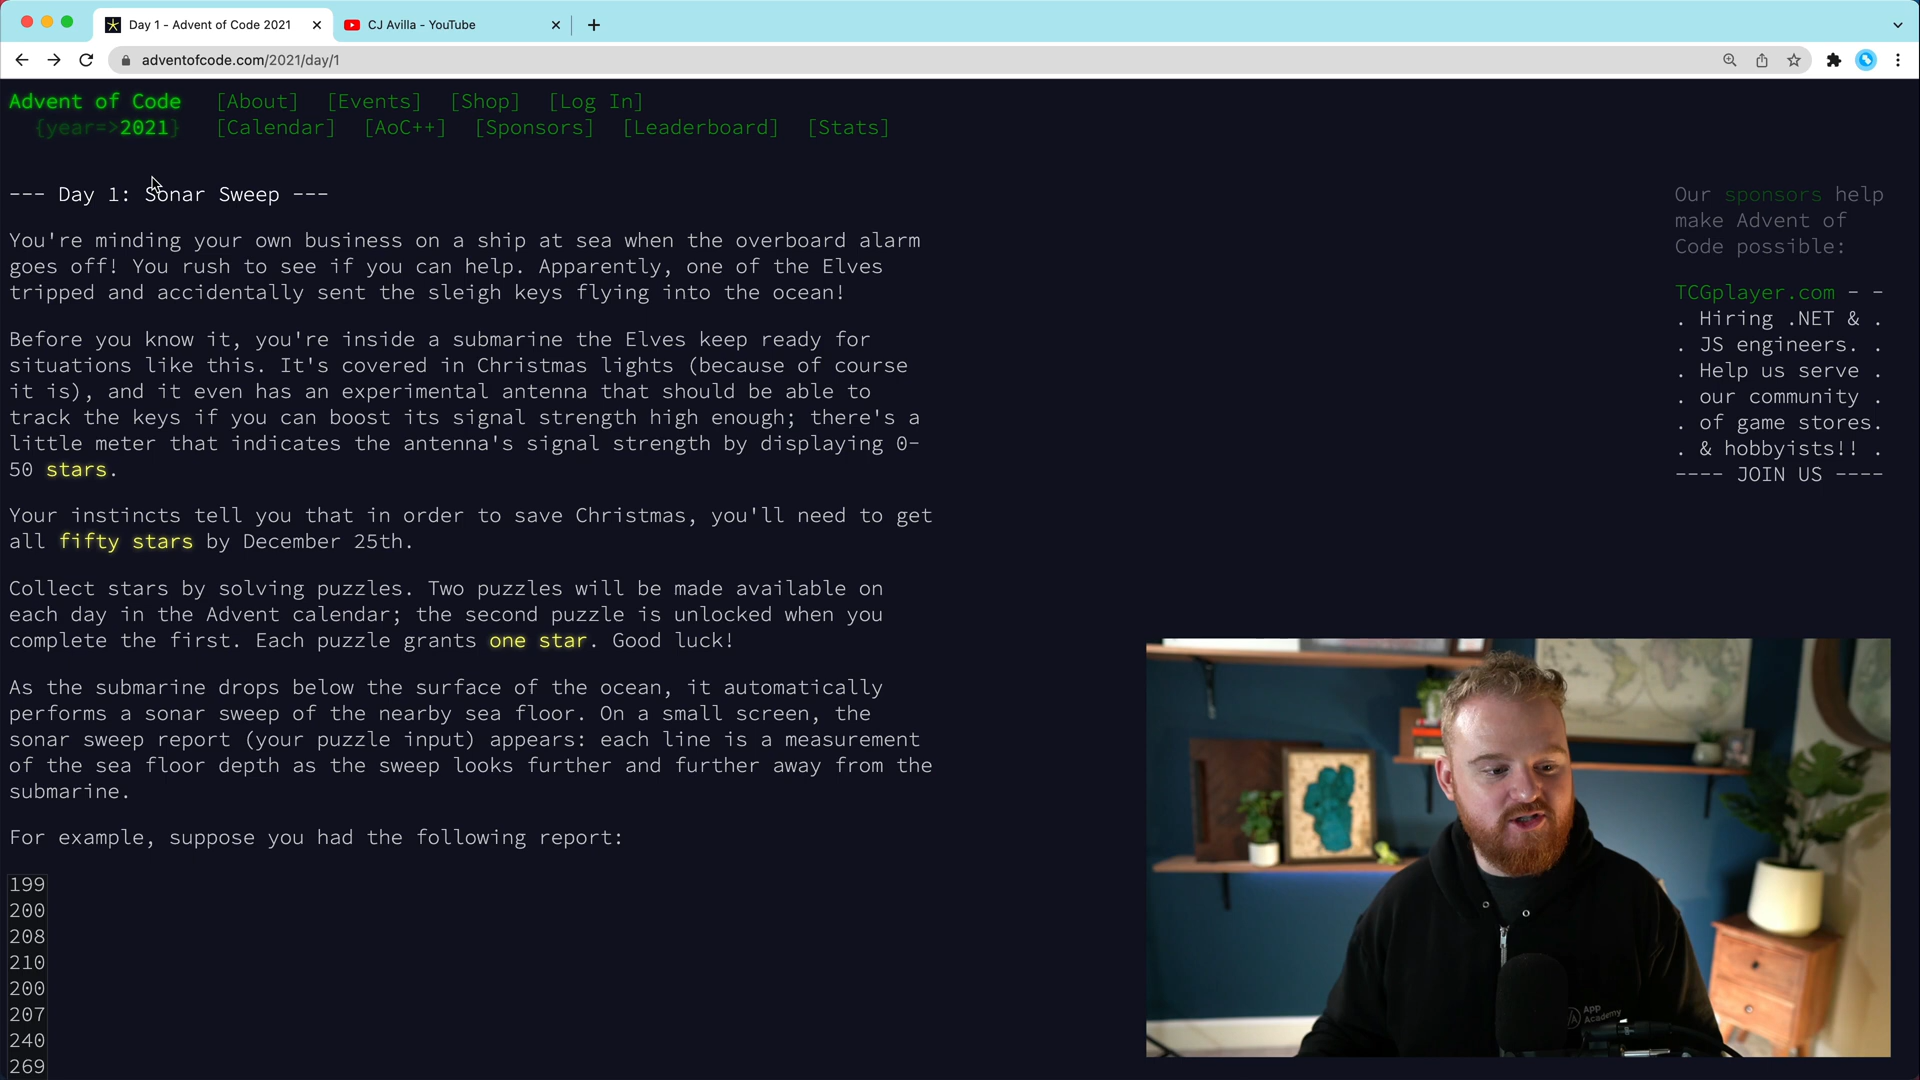 Day 1 - Advent of Code 2021
CJ Avilla - YouTube
adventofcode.com/2021/day/1
Advent of Code [About] [Events] [Shop] [Log In]
{year=>2021} [Calendar] [AoC++] [Sponsors] [Leaderboard] [Stats]
--- Day 1: Sonar Sweep ---
You're minding your own business on a ship at sea when the overboard alarm
goes off! You rush to see if you can help. Apparently, one of the Elves
tripped and accidentally sent the sleigh keys flying into the ocean!
Before you know it, you're inside a submarine the Elves keep ready for
situations like this. It's covered in Christmas lights (because of course
it is), and it even has an experimental antenna that should be able to
track the keys if you can boost its signal strength high enough; there's a
little meter that indicates the antenna's signal strength by displaying 0-
50 stars.
Your instincts tell you that in order to save Christmas, you'll need to get
all fifty stars by December 25th.
Collect stars by solving puzzles. Two puzzles will be made available on
each day in the Advent calendar; the second puzzle is unlocked when you
complete the first. Each puzzle grants one star. Good luck!
As the submarine drops below the surface of the ocean, it automatically
performs a sonar sweep of the nearby sea floor. On a small screen, the
sonar sweep report (your puzzle input) appears: each line is a measurement
of the sea floor depth as the sweep looks further and further away from the
submarine.
For example, suppose you had the following report:
199
200
208
210
200
207
240
269
Our sponsors help
make Advent of
Code possible:
TCGplayer.com - -
. Hiring .NET & .
. JS engineers. .
. Help us serve .
. our community .
. of game stores.
. & hobbyists!! .
---- JOIN US ----
App
Academy